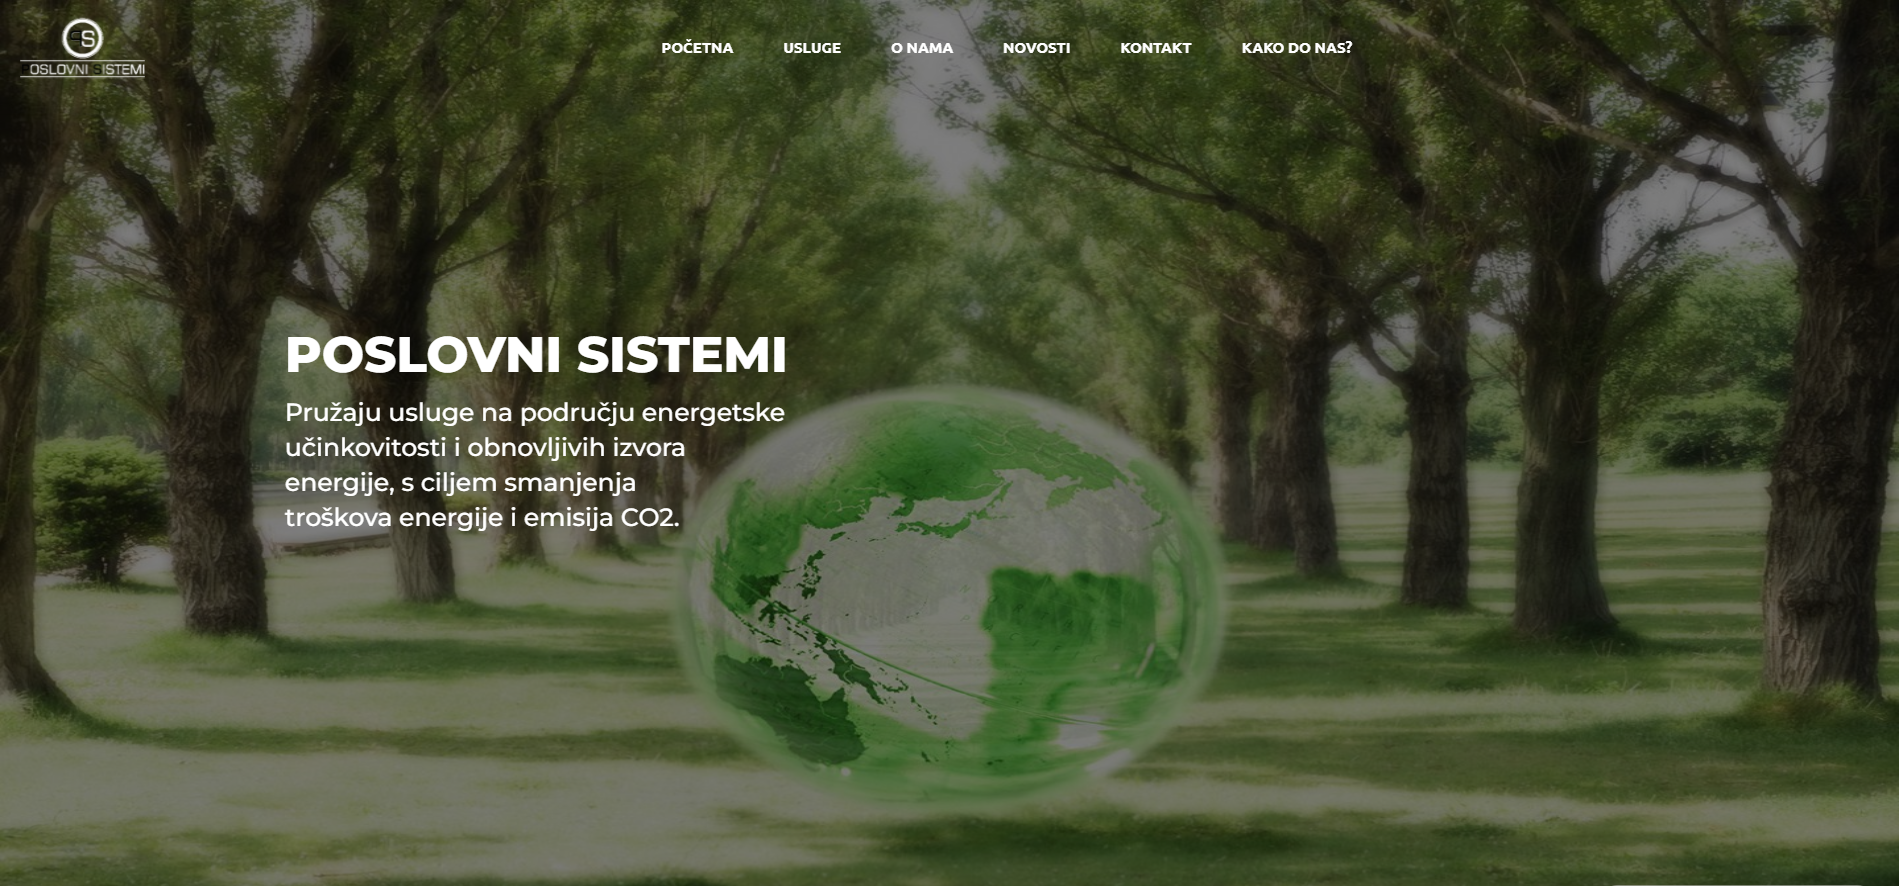 PS
POSLOVNI SISTEMI
POČETNA USLUGE O NAMA NOVOSTI KONTAKT KAKO DO NAS?
POSLOVNI SISTEMI
Pružaju usluge na području energetske
učinkovitosti i obnovljivih izvora
energije, s ciljem smanjenja
troškova energije i emisija CO2.